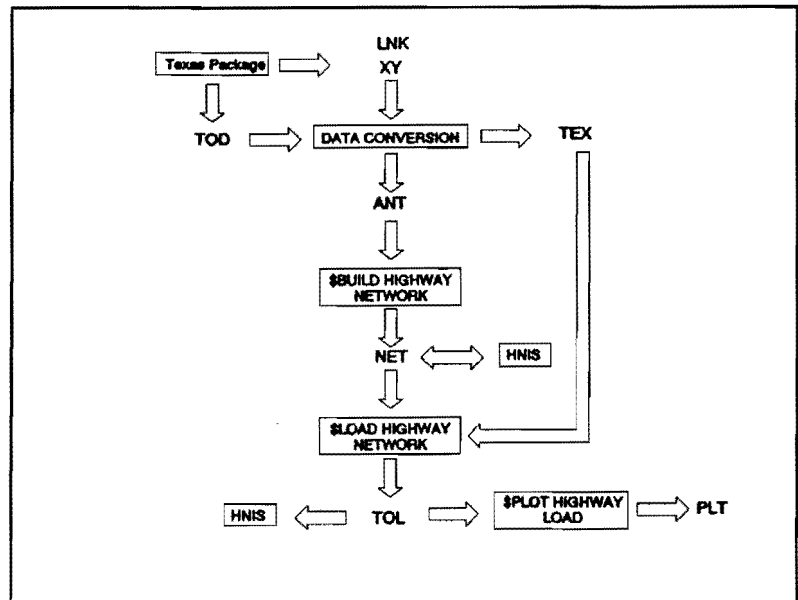 LNK
Texas Package
XY
TOD
DATA CONVERSION
TEX
ANT
$BUILD HIGHWAY
NETWORK
NET
HNIS
$LOAD HIGHWAY
NETWORK
HNIS
TOL
$PLOT HIGHWAY
LOAD
PLT